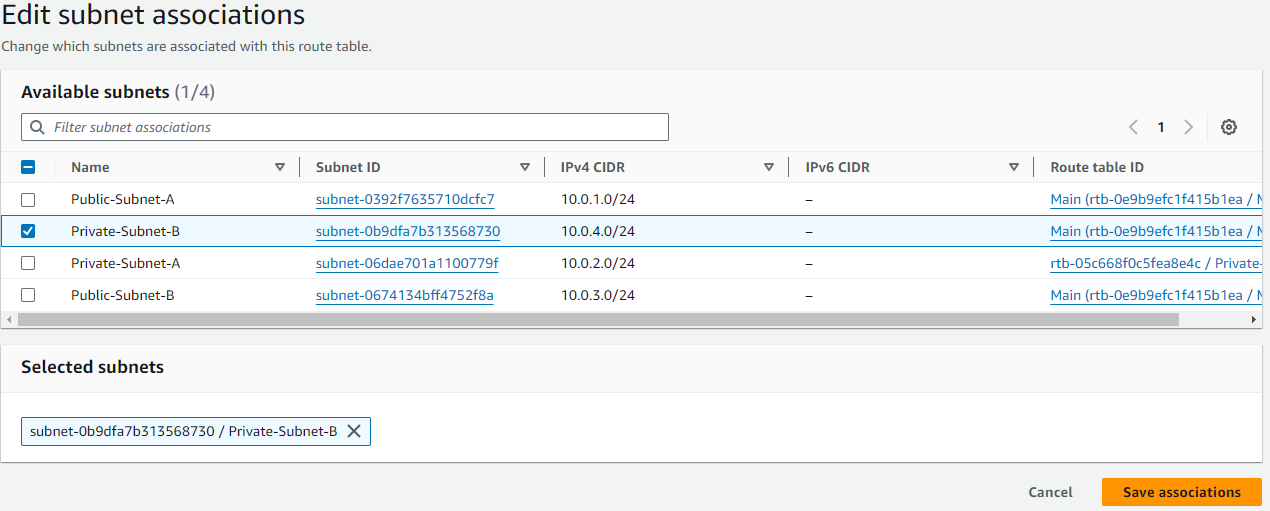 Edit subnet associations
Change which subnets are associated with this route table.
Available subnets (1/4)
Filter subnet associations
1
Name Subnet ID IPv4 CIDR IPv6 CIDR Route table ID
Public-Subnet-A subnet-0392f7635710dcfc7 10.0.1.0/24 – Main (rtb-0e9b9efc1f415b1ea /
Private-Subnet-B subnet-0b9dfa7b313568730 10.0.4.0/24 – Main (rtb-0e9b9efc1f415b1ea /
Private-Subnet-A subnet-06dae701a1100779f 10.0.2.0/24 – rtb-05c668f0c5fea8e4c / Private-
Public-Subnet-B subnet-0674134bff4752f8a 10.0.3.0/24 – Main (rtb-0e9b9efc1f415b1ea /
Selected subnets
subnet-0b9dfa7b313568730 / Private-Subnet-B
Cancel Save associations